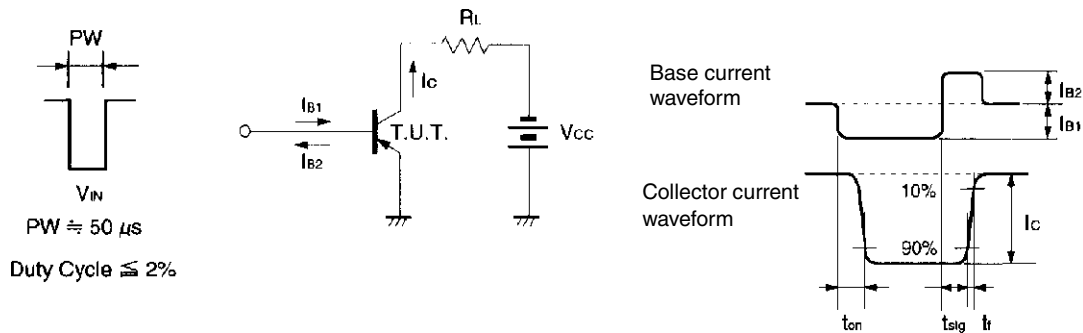 PW
VIN
PW ≒ 50 μs
Duty Cycle ≦ 2%
RL
IC
IB1
IB2
T.U.T.
VCC
Base current
waveform
IB2
IB1
Collector current
waveform
10%
90%
IC
ton
tstg
tf